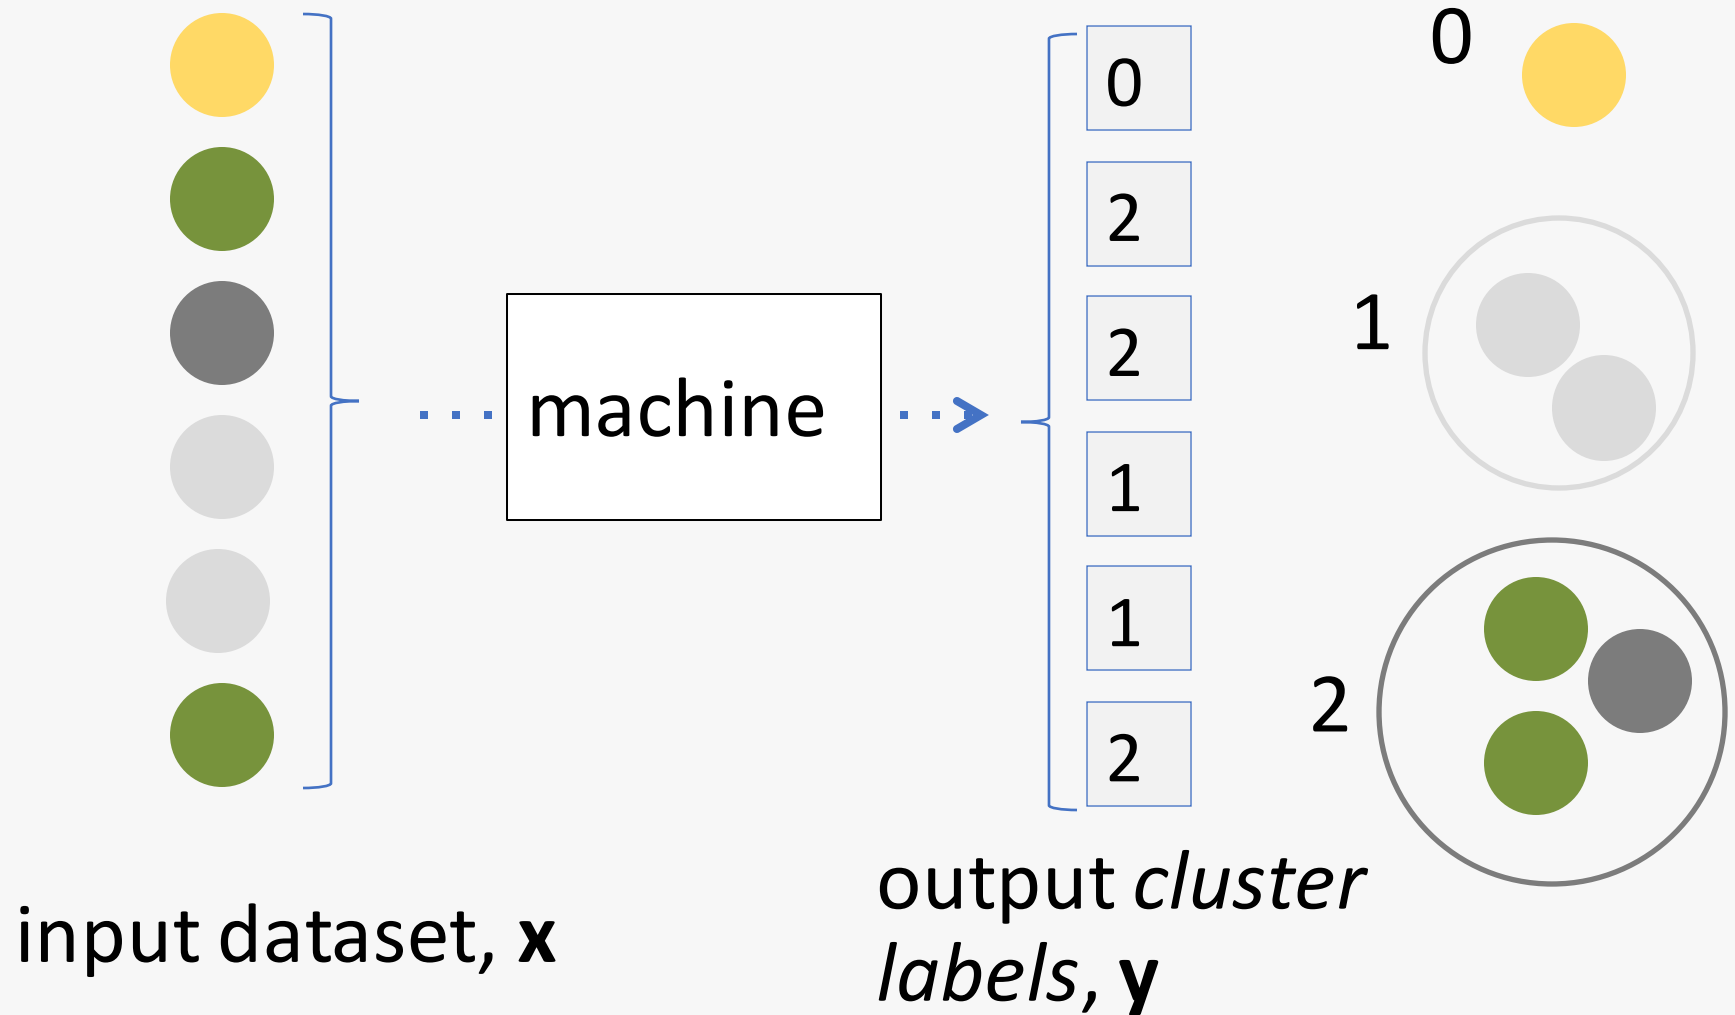 0
2
2
1
1
2
machine
0
1
2
input dataset, x
output cluster
labels, y